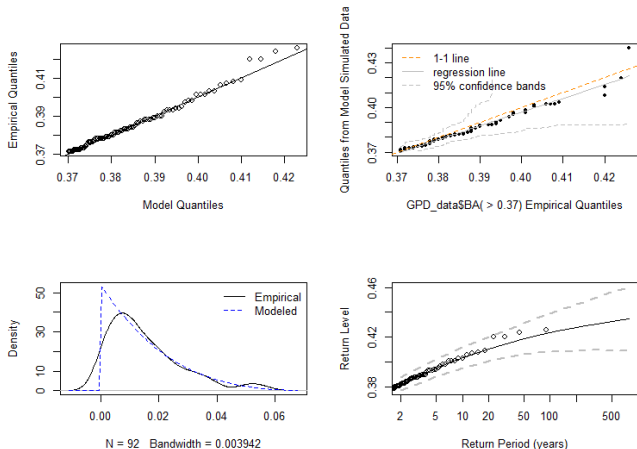 Empirical Quantiles
0.37 0.39 0.41
0.37 0.38 0.39 0.40 0.41 0.42
Model Quantiles
Quantiles from Model Simulated Data
0.37 0.40 0.43
1-1 line
regression line
95% confidence bands
0.37 0.38 0.39 0.40 0.41 0.42
GPD_data$BA( > 0.37) Empirical Quantiles
Density
0 10 30 50
Empirical
Modeled
0.00 0.02 0.04 0.06
N = 92 Bandwidth = 0.003942
Return Level
0.38 0.42 0.46
2 5 10 20 50 100 500
Return Period (years)